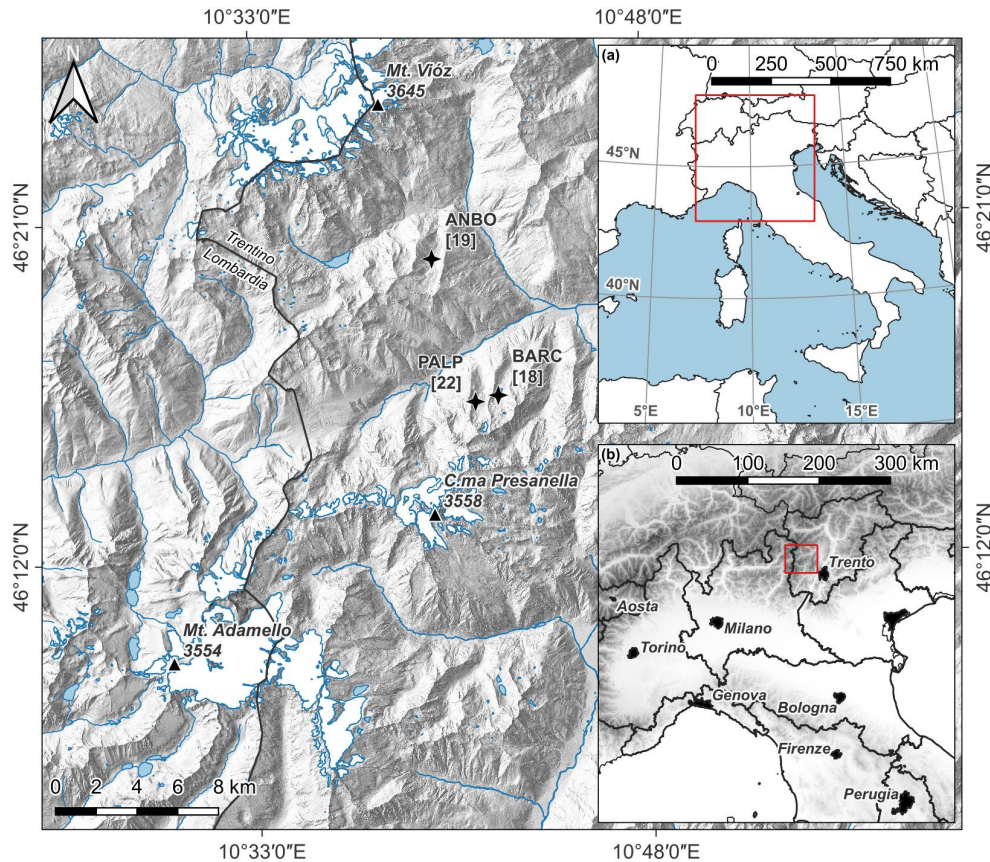 10°33′0″E
10°48′0″E
N
Mt. Vióz
3645
46°21′0″N
ANBO
[19]
Trentino
Lombardia
PALP
[22]
BARC
[18]
C.ma Presanella
3558
46°12′0″N
Mt. Adamello
3554
0 2 4 6 8 km
10°33′0″E
10°48′0″E
(a)
0 250 500 750 km
45°N
40°N
5°E
10°E
15°E
46°21′0″N
(b)
0 100 200 300 km
Trento
Aosta
Milano
Torino
Genova
Bologna
Firenze
Perugia
46°12′0″N